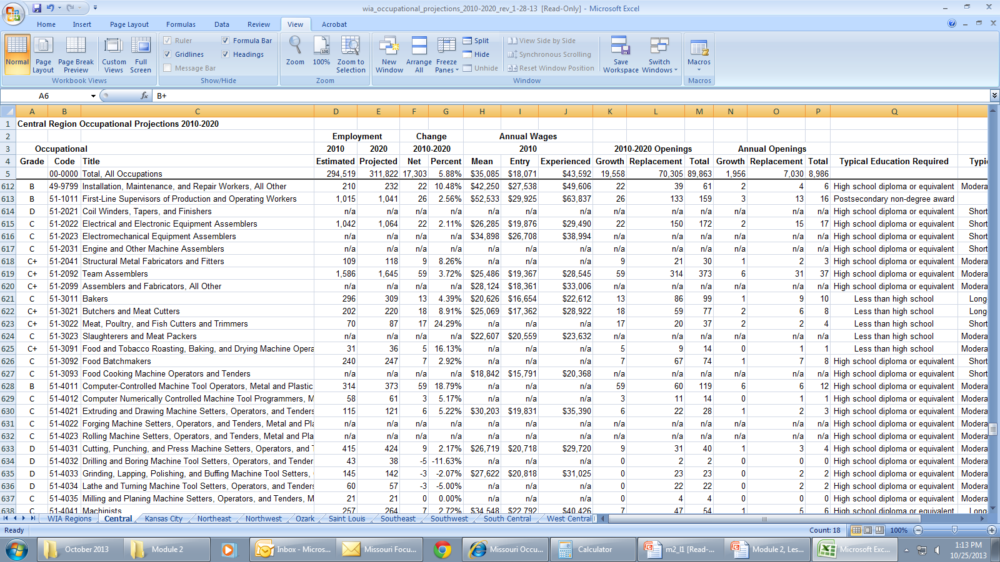 wia_occupational_projections_2010-2020_rev_1-28-13 [Read-Only] - Microsoft Excel
Home Insert Page Layout Formulas Data Review View Acrobat
Normal Page Layout Page Break Preview Custom Views Full Screen
Workbook Views
Ruler Formula Bar
Gridlines Headings
Message Bar
Show/Hide
Zoom 100% Zoom to Selection
Zoom
New Window Arrange All Freeze Panes
Split View Side by Side
Hide Synchronous Scrolling
Unhide Reset Window Position
Save Workspace Switch Windows
Window
Macros
Macros
A6 fx B+
A B C D E F G H I J K L M N O P Q
1 Central Region Occupational Projections 2010-2020
2 Employment Change Annual Wages
3 Occupational 2010 2020 2010-2020 2010 2010-2020 Openings Annual Openings
4 Grade Code Title Estimated Projected Net Percent Mean Entry Experienced Growth Replacement Total Growth Replacement Total Typical Education Required Typic
5 00-0000 Total, All Occupations 294,519 311,822 17,303 5.88% $35,085 $18,071 $43,592 19,558 70,305 89,863 1,956 7,030 8,986
612 B 49-9799 Installation, Maintenance, and Repair Workers, All Other 210 232 22 10.48% $42,250 $27,538 $49,606 22 39 61 2 4 6 High school diploma or equivalent Modera
613 B 51-1011 First-Line Supervisors of Production and Operating Workers 1,015 1,041 26 2.56% $52,533 $29,925 $63,837 26 133 159 3 13 16 Postsecondary non-degree award
614 D 51-2021 Coil Winders, Tapers, and Finishers n/a n/a n/a n/a n/a n/a n/a n/a n/a n/a n/a n/a n/a High school diploma or equivalent Short
615 C 51-2022 Electrical and Electronic Equipment Assemblers 1,042 1,064 22 2.11% $26,285 $19,876 $29,490 22 150 172 2 15 17 High school diploma or equivalent Short
616 C 51-2023 Electromechanical Equipment Assemblers n/a n/a n/a n/a $34,898 $26,708 $38,994 n/a n/a n/a n/a n/a n/a High school diploma or equivalent Short
617 C 51-2031 Engine and Other Machine Assemblers n/a n/a n/a n/a n/a n/a n/a n/a n/a n/a n/a n/a n/a High school diploma or equivalent Short
618 C+ 51-2041 Structural Metal Fabricators and Fitters 109 118 9 8.26% n/a n/a n/a 9 21 30 1 2 3 High school diploma or equivalent Modera
619 C+ 51-2092 Team Assemblers 1,586 1,645 59 3.72% $25,486 $19,367 $28,545 59 314 373 6 31 37 High school diploma or equivalent Modera
620 C+ 51-2099 Assemblers and Fabricators, All Other n/a n/a n/a n/a $28,124 $18,361 $33,006 n/a n/a n/a n/a n/a n/a High school diploma or equivalent Modera
621 C 51-3011 Bakers 296 309 13 4.39% $20,626 $16,654 $22,612 13 86 99 1 9 10 Less than high school Long
622 C+ 51-3021 Butchers and Meat Cutters 202 220 18 8.91% $25,069 $17,362 $28,922 18 59 77 2 6 8 Less than high school Long
623 C+ 51-3022 Meat, Poultry, and Fish Cutters and Trimmers 70 87 17 24.29% n/a n/a n/a 17 20 37 2 2 4 Less than high school Short
624 C 51-3023 Slaughterers and Meat Packers n/a n/a n/a n/a $22,607 $20,559 $23,632 n/a n/a n/a n/a n/a n/a Less than high school Modera
625 C+ 51-3091 Food and Tobacco Roasting, Baking, and Drying Machine Opera 31 36 5 16.13% n/a n/a n/a 5 9 14 0 1 1 Less than high school Modera
626 C 51-3092 Food Batchmakers 240 247 7 2.92% n/a n/a n/a 7 67 74 1 7 8 High school diploma or equivalent Short
627 C 51-3093 Food Cooking Machine Operators and Tenders n/a n/a n/a n/a $18,842 $15,791 $20,368 n/a n/a n/a n/a n/a n/a High school diploma or equivalent Short
628 B 51-4011 Computer-Controlled Machine Tool Operators, Metal and Plastic 314 373 59 18.79% n/a n/a n/a 59 60 119 6 6 12 High school diploma or equivalent Modera
629 C 51-4012 Computer Numerically Controlled Machine Tool Programmers, M 58 61 3 5.17% n/a n/a n/a 3 11 14 0 1 1 High school diploma or equivalent Modera
630 C 51-4021 Extruding and Drawing Machine Setters, Operators, and Tenders 115 121 6 5.22% $30,203 $19,831 $35,390 6 22 28 1 2 3 High school diploma or equivalent Modera
631 C 51-4022 Forging Machine Setters, Operators, and Tenders, Metal and Pla n/a n/a n/a n/a n/a n/a n/a n/a n/a n/a n/a n/a n/a High school diploma or equivalent Modera
632 C 51-4023 Rolling Machine Setters, Operators, and Tenders, Metal and Pla n/a n/a n/a n/a n/a n/a n/a n/a n/a n/a n/a n/a n/a High school diploma or equivalent Modera
633 D 51-4031 Cutting, Punching, and Press Machine Setters, Operators, and T 415 424 9 2.17% $26,719 $20,718 $29,720 9 31 40 1 3 4 High school diploma or equivalent Modera
634 D 51-4032 Drilling and Boring Machine Tool Setters, Operators, and Tender 43 38 -5 -11.63% n/a n/a n/a 0 2 2 0 0 0 High school diploma or equivalent Modera
635 D 51-4033 Grinding, Lapping, Polishing, and Buffing Machine Tool Setters, 145 142 -3 -2.07% $27,622 $20,818 $31,025 0 23 23 0 2 2 High school diploma or equivalent Modera
636 D 51-4034 Lathe and Turning Machine Tool Setters, Operators, and Tenders 60 57 -3 -5.00% n/a n/a n/a 0 22 22 0 2 2 High school diploma or equivalent Modera
637 C 51-4035 Milling and Planing Machine Setters, Operators, and Tenders, M 21 21 0 0.00% n/a n/a n/a 0 4 4 0 0 0 High school diploma or equivalent Modera
638 C 51-4041 Machinists 257 264 7 2.72% $34,548 $22,792 $40,426 7 47 54 1 5 6 High school diploma or equivalent Long
WIA Regions Central Kansas City Northeast Northwest Ozark Saint Louis Southeast Southwest South Central West Central
Ready Count: 18 100%
October 2013 Module 2 Inbox - Micros... Missouri Focu... Missouri Occu... Calculator m2_l1 [Read-... Module 2, Les... Microsoft Exc... 1:13 PM
10/25/2013